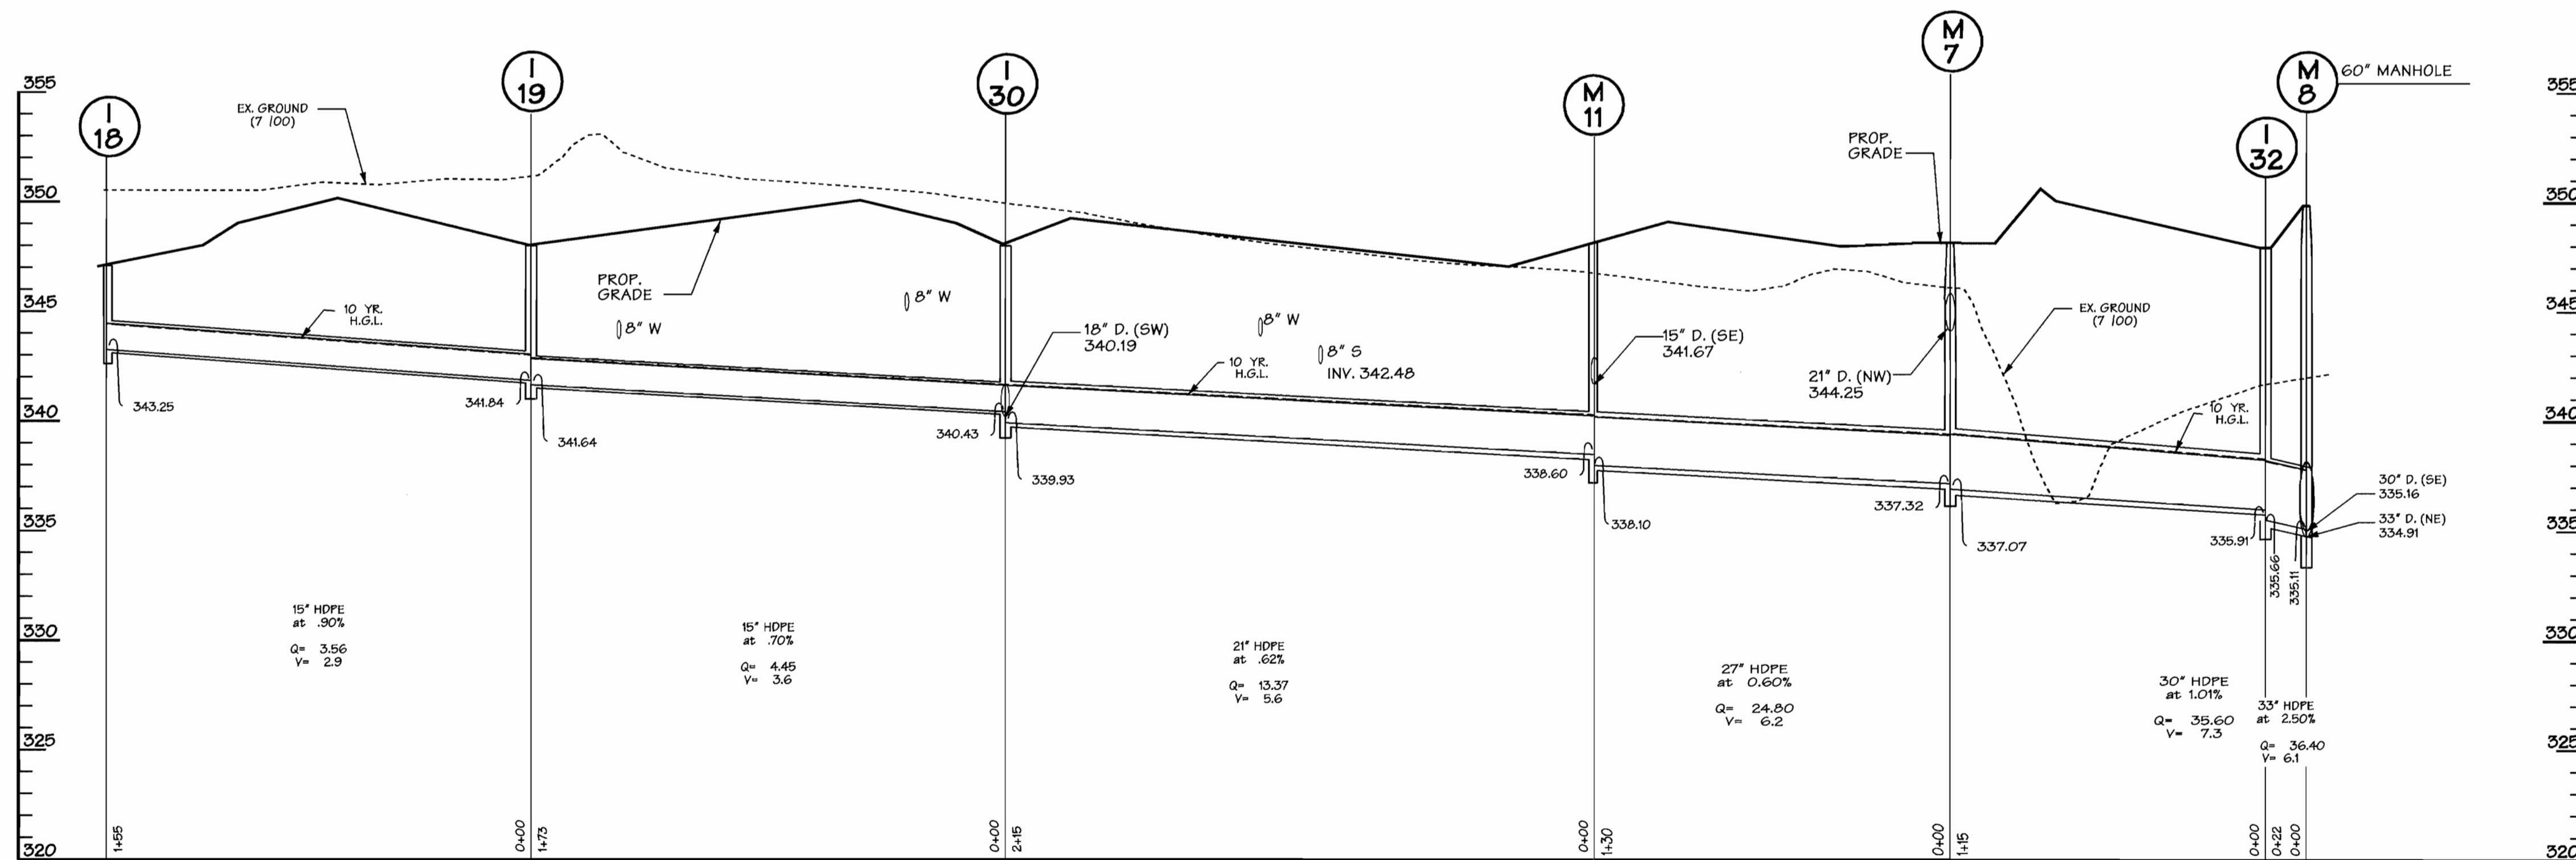 355
350
345
340
335
330
325
320
I
18
I
19
I
30
M
11
M
7
I
32
M
8
60" MANHOLE
EX. GROUND
(7 100)
PROP.
GRADE
10 YR.
H.G.L.
8" W
8" W
18" D. (SW)
340.19
8" W
8" S
INV. 342.48
10 YR.
H.G.L.
15" D. (SE)
341.67
PROP.
GRADE
21" D. (NW)
344.25
EX. GROUND
(7 100)
10 YR.
H.G.L.
30" D. (SE)
335.16
33" D. (NE)
334.91
343.25
341.84
341.64
340.43
339.93
338.60
338.10
337.32
337.07
335.91
335.66
335.11
15" HDPE
at .90%
Q= 3.56
V= 2.9
15" HDPE
at .70%
Q= 4.45
V= 3.6
21" HDPE
at .62%
Q= 13.37
V= 5.6
27" HDPE
at 0.60%
Q= 24.80
V= 6.2
30" HDPE
at 1.01%
Q= 35.60
V= 7.3
33" HDPE
at 2.50%
Q= 36.40
V= 6.1
1+55
0+00
1+73
0+00
2+15
0+00
1+30
0+00
1+15
0+00
0+22
0+00
355
350
345
340
335
330
325
320